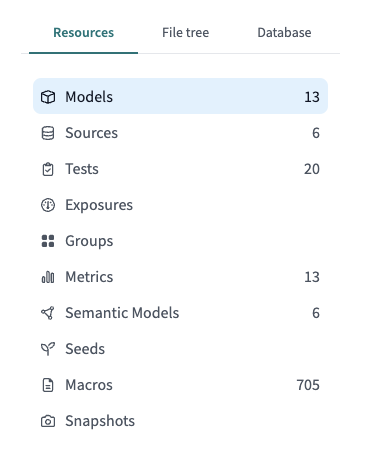 Resources File tree Database
Models 13
Sources 6
Tests 20
Exposures
Groups
Metrics 13
Semantic Models 6
Seeds
Macros 705
Snapshots